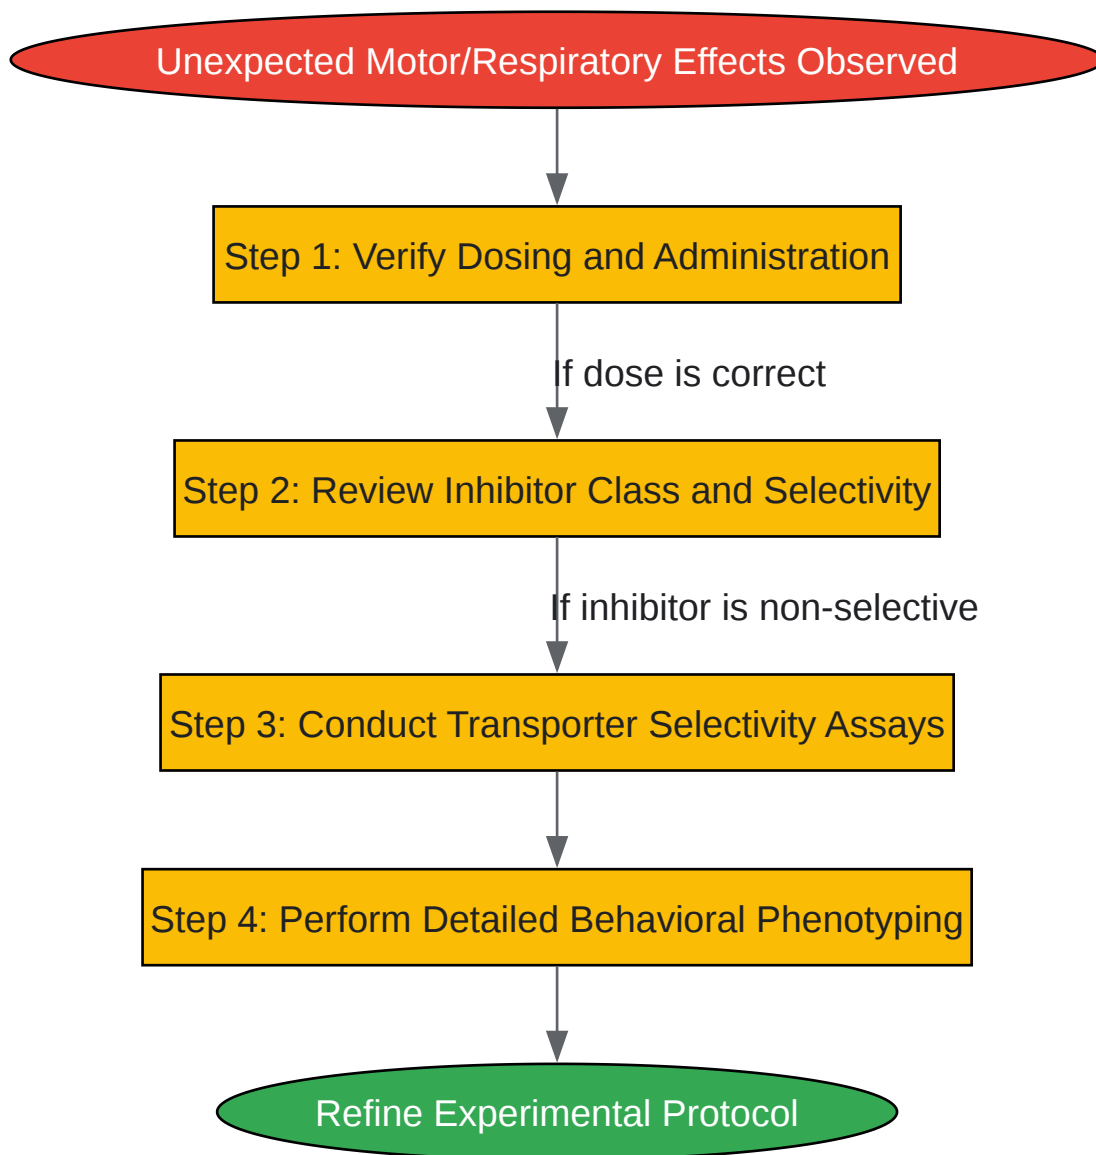 Unexpected Motor/Respiratory Effects Observed
Step 1: Verify Dosing and Administration
If dose is correct
Step 2: Review Inhibitor Class and Selectivity
If inhibitor is non-selective
Step 3: Conduct Transporter Selectivity Assays
Step 4: Perform Detailed Behavioral Phenotyping
Refine Experimental Protocol